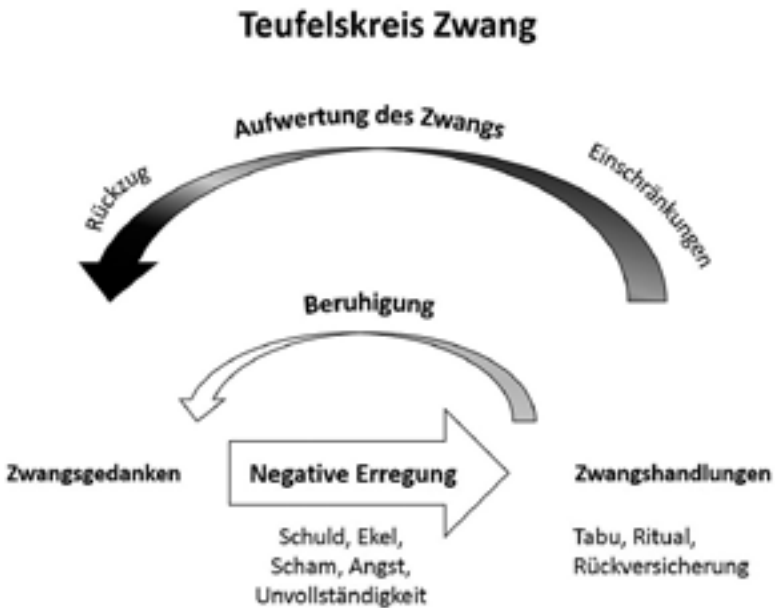 Teufelskreis Zwang
Aufwertung des Zwangs
Rückzug
Einschränkungen
Beruhigung
Zwangsgedanken
Negative Erregung
Zwangshandlungen
Schuld, Ekel,
Scham, Angst,
Unvollständigkeit
Tabu, Ritual,
Rückversicherung